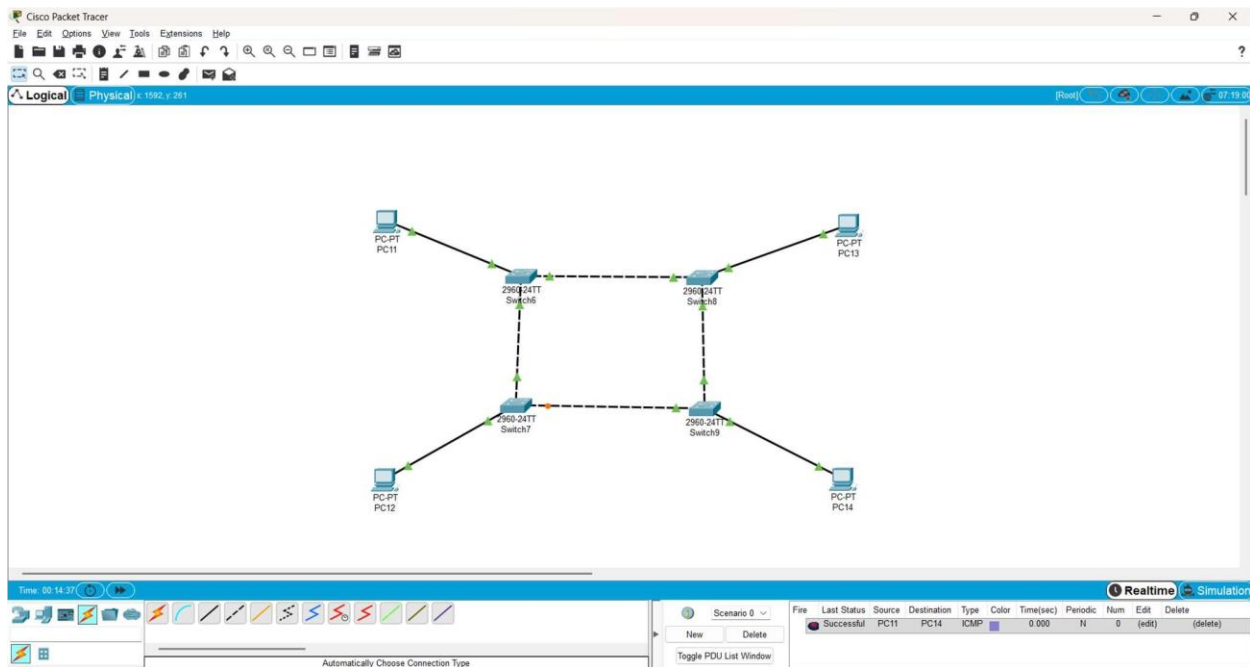 Cisco Packet Tracer
File Edit Options View Tools Extensions Help
?
Logical Physical x: 1592, y: 261 [Root] 07:19:00
PC-PT
PC11
PC-PT
PC13
2960-24TT
Switch6
2960-24TT
Switch8
2960-24TT
Switch7
2960-24TT
Switch9
PC-PT
PC12
PC-PT
PC14
Time: 00:14:37 Realtime Simulation
Scenario 0
New Delete
Toggle PDU List Window
Fire Last Status Source Destination Type Color Time(sec) Periodic Num Edit Delete
Successful PC11 PC14 ICMP 0.000 N 0 (edit) (delete)
Automatically Choose Connection Type